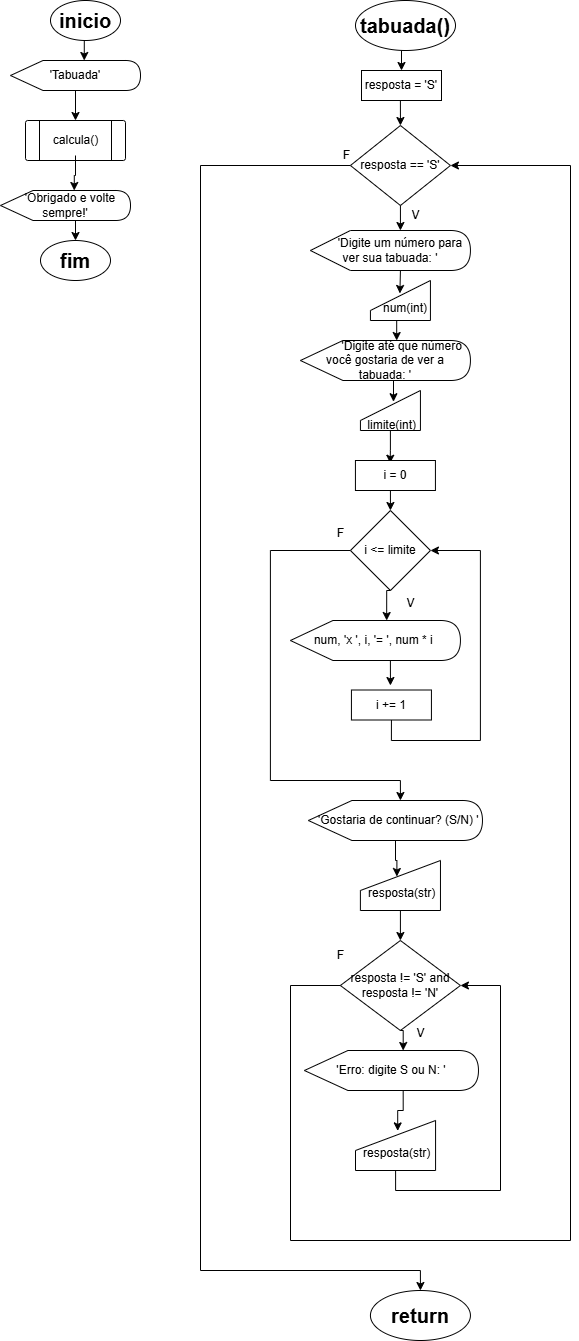 inicio
'Tabuada'
calcula()
'Obrigado e volte
sempre!'
fim
tabuada()
resposta = 'S'
F
resposta == 'S'
V
'Digite um número para
ver sua tabuada: '
num(int)
'Digite até que número
você gostaria de ver a
tabuada: '
limite(int)
i = 0
F
i <= limite
V
num, 'x ', i, '= ', num * i
i += 1
'Gostaria de continuar? (S/N) '
resposta(str)
F
resposta != 'S' and
resposta != 'N'
V
'Erro: digite S ou N: '
resposta(str)
return